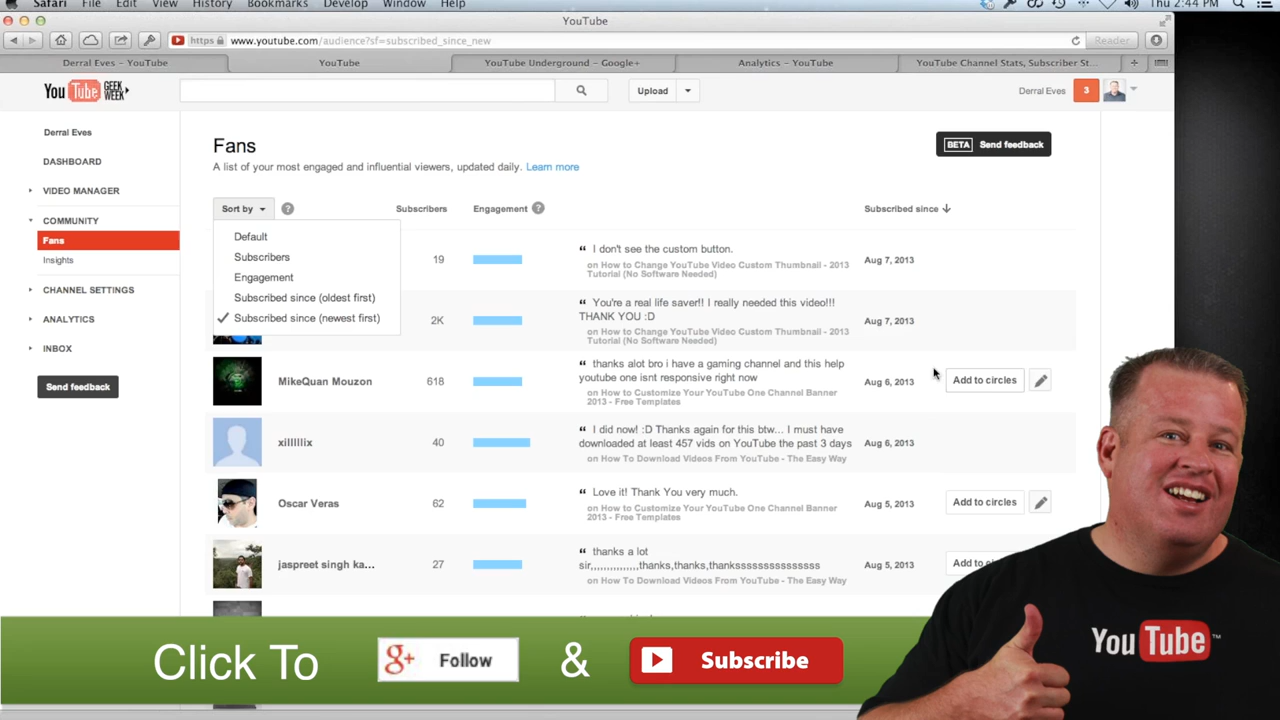 Safari File Edit View History Bookmarks Develop Window Help
Thu 2:44 PM
YouTube
https www.youtube.com/audience?sf=subscribed_since_new
Reader
Derral Eves – YouTube
YouTube
YouTube Underground – Google+
Analytics – YouTube
YouTube Channel Stats, Subscriber St...
YouTube GEEK WEEK
Upload
Derral Eves
3
Derral Eves
DASHBOARD
VIDEO MANAGER
COMMUNITY
Fans
Insights
CHANNEL SETTINGS
ANALYTICS
INBOX
Send feedback
Fans
A list of your most engaged and influential viewers, updated daily. Learn more
BETA Send feedback
Sort by ?
Subscribers
Engagement ?
Subscribed since
Default
Subscribers
Engagement
Subscribed since (oldest first)
Subscribed since (newest first)
19
“ I don't see the custom button.
on How to Change YouTube Video Custom Thumbnail - 2013
Tutorial (No Software Needed)
Aug 7, 2013
2K
“ You're a real life saver!! I really needed this video!!!
THANK YOU :D
on How to Change YouTube Video Custom Thumbnail - 2013
Tutorial (No Software Needed)
Aug 7, 2013
MikeQuan Mouzon
618
“ thanks alot bro i have a gaming channel and this help
youtube one isnt responsive right now
on How to Customize Your YouTube One Channel Banner
2013 - Free Templates
Aug 6, 2013
Add to circles
xillllllix
40
“ I did now! :D Thanks again for this btw... I must have
downloaded at least 457 vids on YouTube the past 3 days
on How To Download Videos From YouTube - The Easy Way
Aug 6, 2013
Oscar Veras
62
“ Love it! Thank You very much.
on How to Customize Your YouTube One Channel Banner
2013 - Free Templates
Aug 5, 2013
Add to circles
jaspreet singh ka...
27
“ thanks a lot
sir,,,,,,,,,,,,,,,thanks,thanks,thankssssssssssssssss
on How To Download Videos From YouTube - The Easy Way
Aug 5, 2013
Add to
Click To
g+ Follow
&
Subscribe
YouTube™